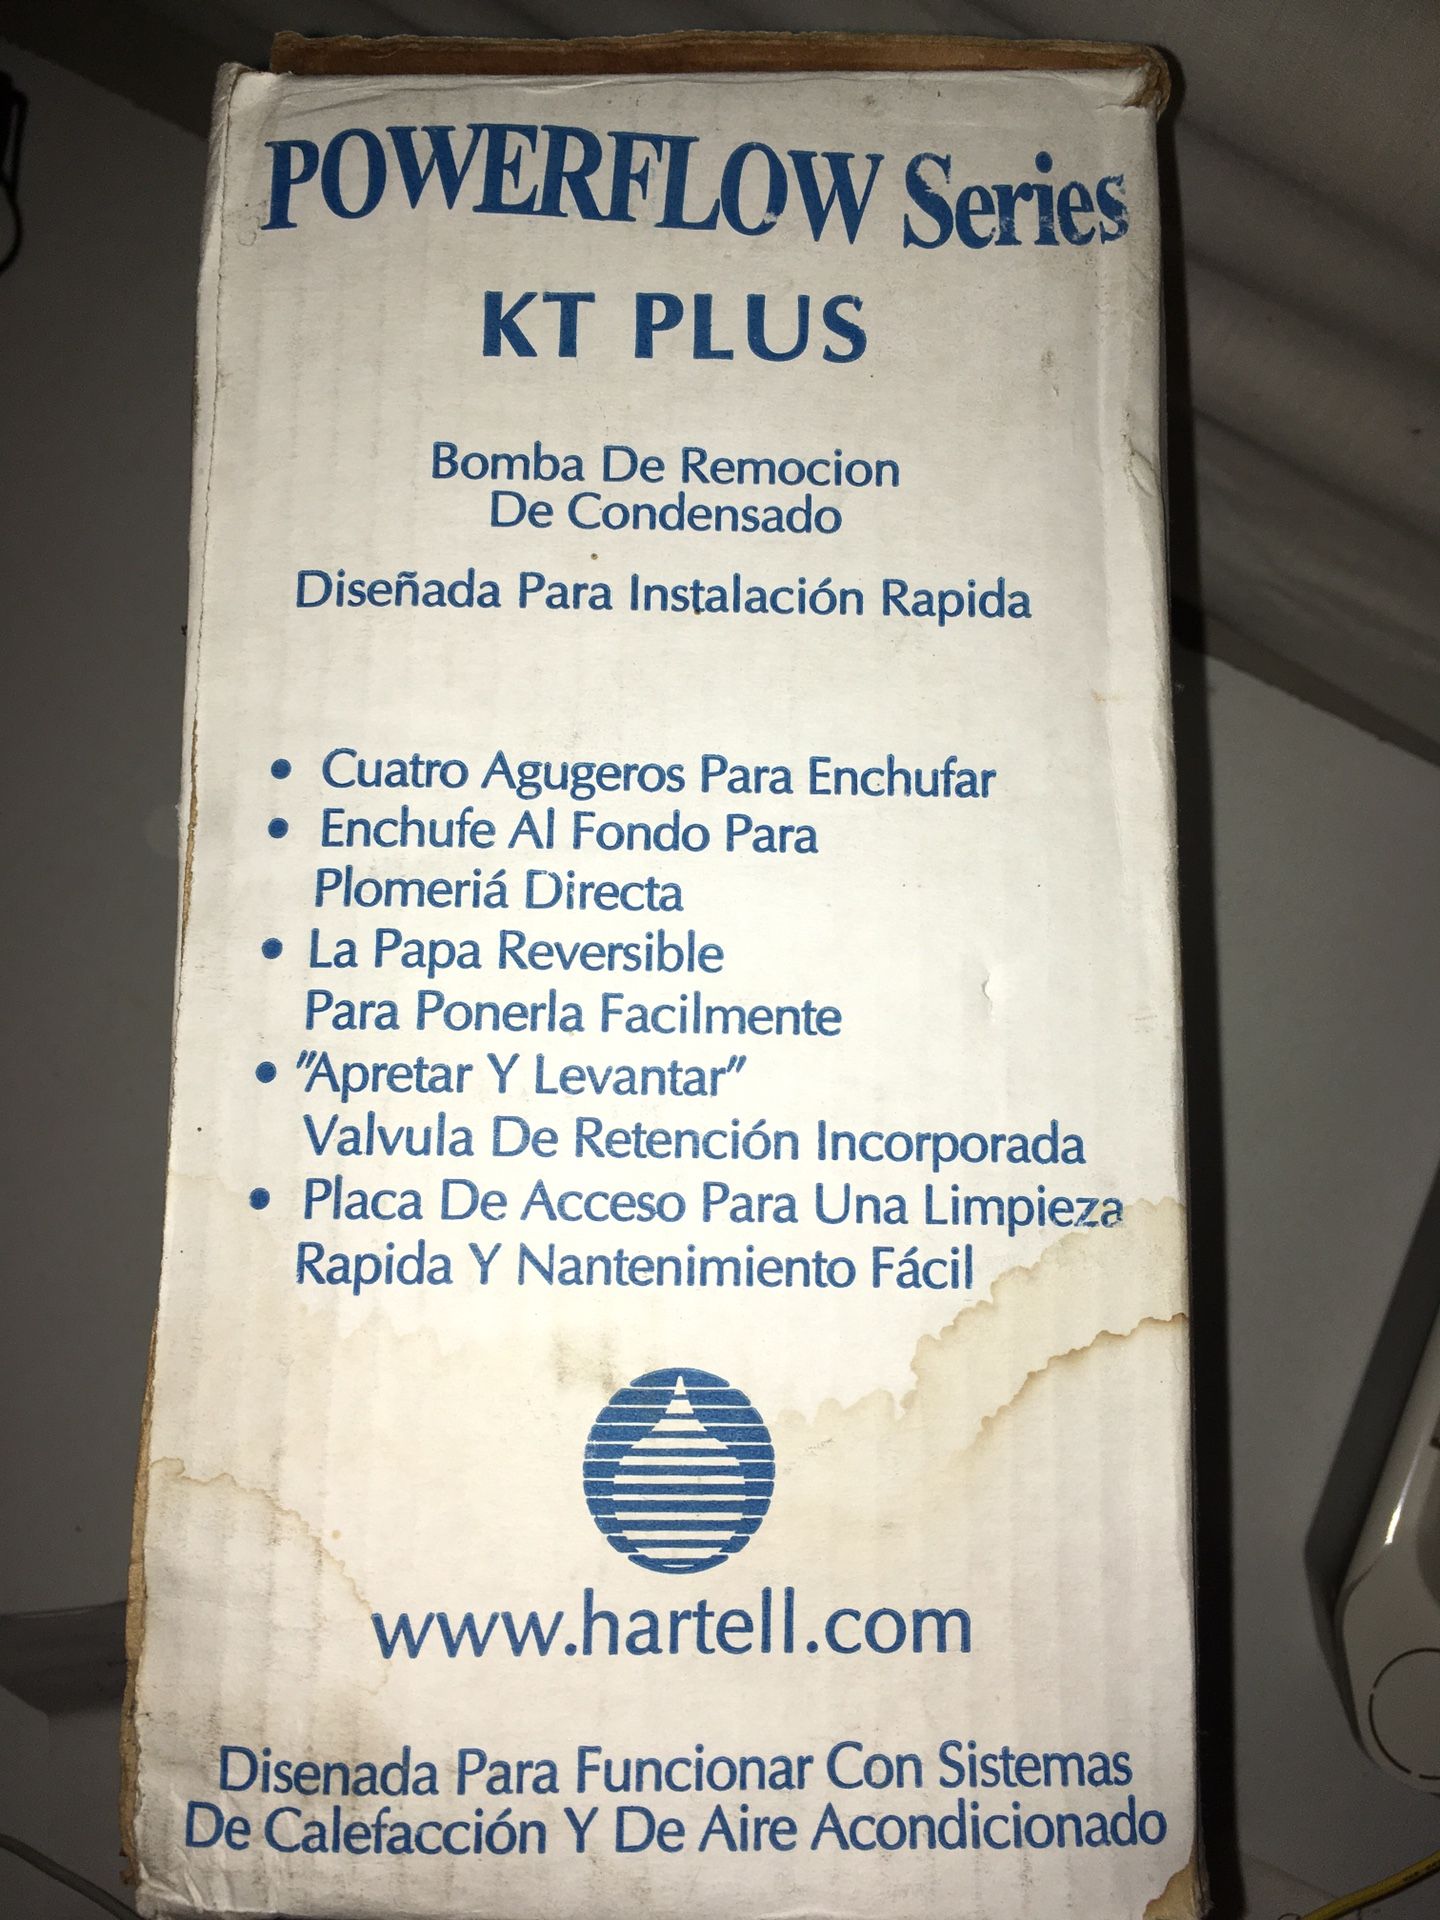 POWERFLOW Series
KT PLUS
Bomba De Remocion
De Condensado
Diseñada Para Instalación Rapida
• Cuatro Agugeros Para Enchufar
• Enchufe Al Fondo Para
Plomeriá Directa
• La Papa Reversible
Para Ponerla Facilmente
• "Apretar Y Levantar"
Valvula De Retención Incorporada
• Placa De Acceso Para Una Limpieza
Rapida Y Nantenimiento Fácil
www.hartell.com
Disenada Para Funcionar Con Sistemas
De Calefacción Y De Aire Acondicionado